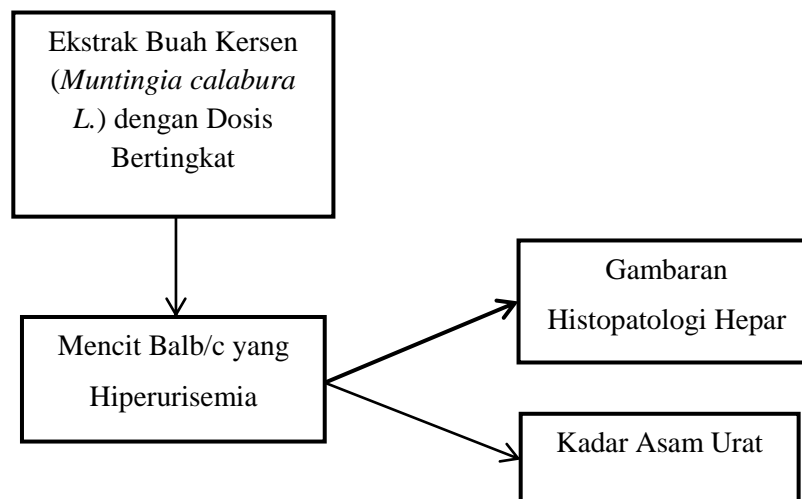 Ekstrak Buah Kersen
(Muntingia calabura
L.) dengan Dosis
Bertingkat
Mencit Balb/c yang
Hiperurisemia
Gambaran
Histopatologi Hepar
Kadar Asam Urat